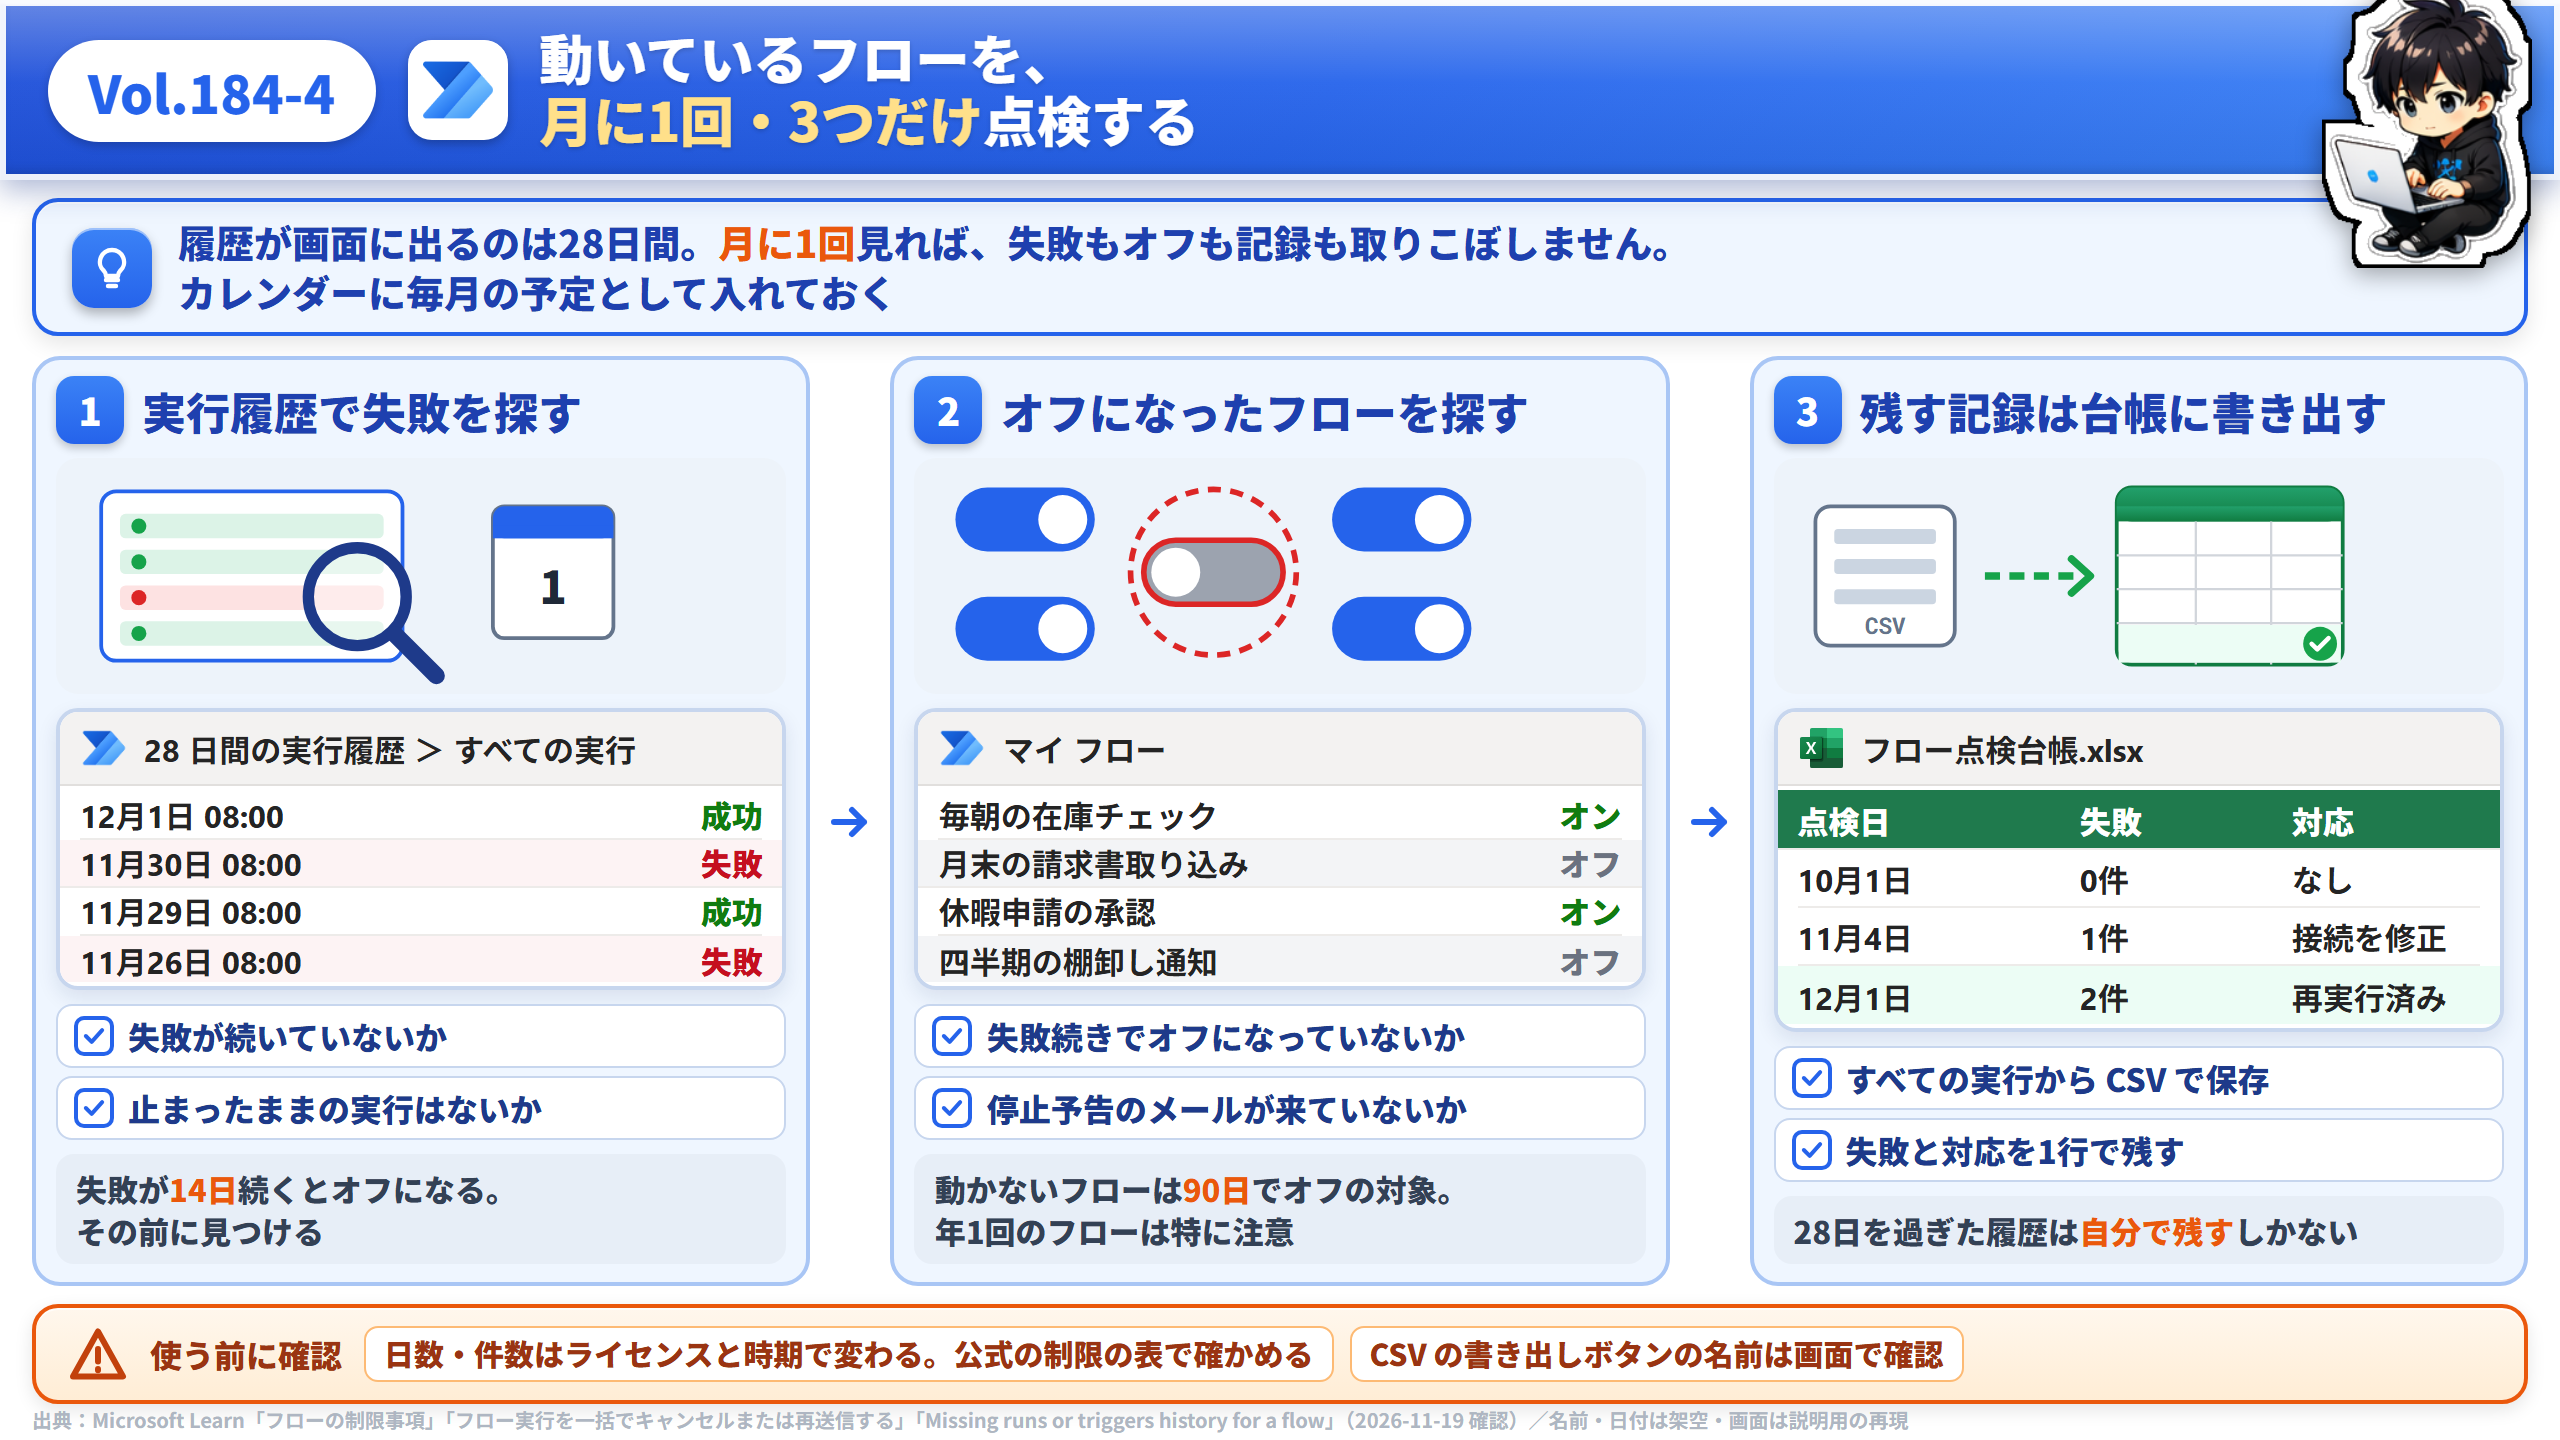 Vol.184-4
動いているフローを、
月に1回・3つだけ点検する
履歴が画面に出るのは28日間。月に1回見れば、失敗もオフも記録も取りこぼしません。
カレンダーに毎月の予定として入れておく
1 実行履歴で失敗を探す
1
28 日間の実行履歴 ＞ すべての実行
12月1日 08:00 成功
11月30日 08:00 失敗
11月29日 08:00 成功
11月26日 08:00 失敗
失敗が続いていないか
止まったままの実行はないか
失敗が14日続くとオフになる。
その前に見つける
2 オフになったフローを探す
マイ フロー
毎朝の在庫チェック オン
月末の請求書取り込み オフ
休暇申請の承認 オン
四半期の棚卸し通知 オフ
失敗続きでオフになっていないか
停止予告のメールが来ていないか
動かないフローは90日でオフの対象。
年1回のフローは特に注意
3 残す記録は台帳に書き出す
CSV
X フロー点検台帳.xlsx
点検日 失敗 対応
10月1日 0件 なし
11月4日 1件 接続を修正
12月1日 2件 再実行済み
すべての実行から CSV で保存
失敗と対応を1行で残す
28日を過ぎた履歴は自分で残すしかない
使う前に確認 日数・件数はライセンスと時期で変わる。公式の制限の表で確かめる CSV の書き出しボタンの名前は画面で確認
出典：Microsoft Learn「フローの制限事項」「フロー実行を一括でキャンセルまたは再送信する」「Missing runs or triggers history for a flow」（2026-11-19 確認）／名前・日付は架空・画面は説明用の再現